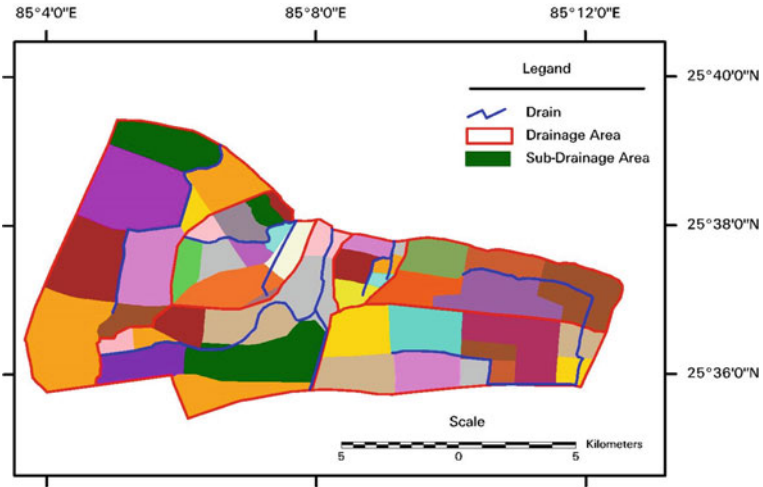 85°4'0"E 85°8'0"E 85°12'0"E
Legand
25°40'0"N
Drain
Drainage Area
Sub-Drainage Area
25°38'0"N
25°36'0"N
Scale
Kilometers
5 0 5